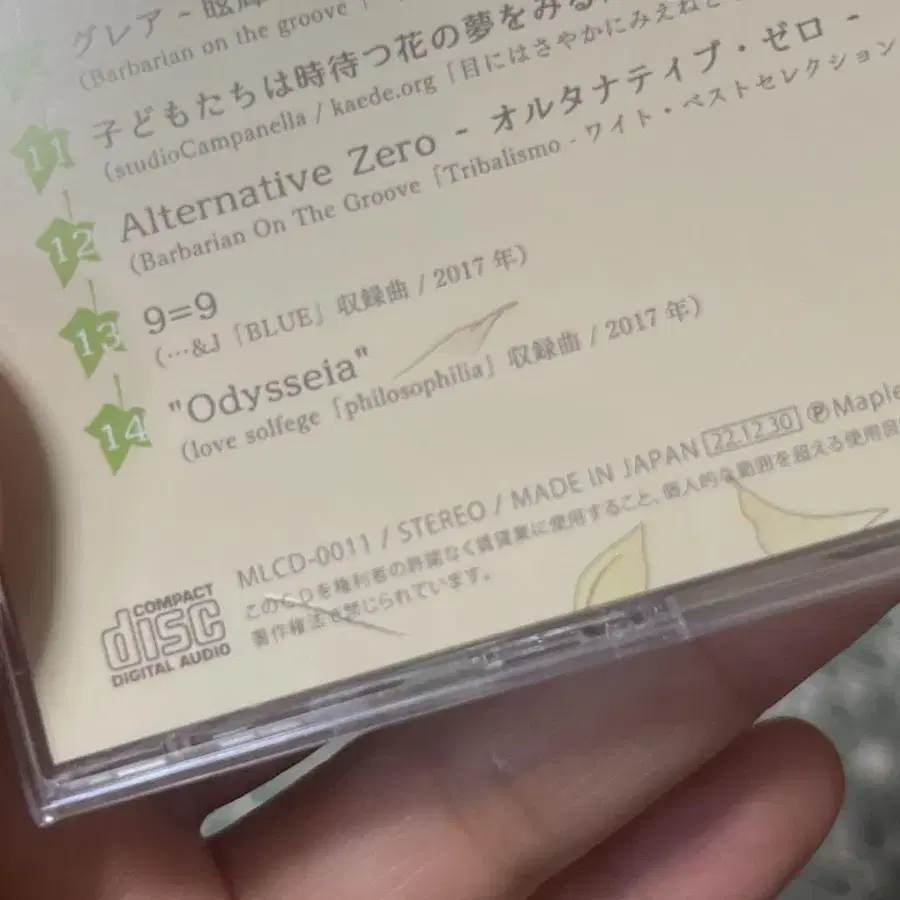 グレア - 眩
(Barbarian on the groove
11 子どもたちは時待つ花の夢をみる
(studioCampanella / kaede.org「目にはさやかにみえねど
12 Alternative Zero - オルタナティブ・ゼロ -
(Barbarian On The Groove「Tribalismo - ワイト・ベストセレクション
13 9=9
(…&J「BLUE」収録曲 / 2017 年)
14 "Odysseia"
(love solfege「philosophilia」収録曲 / 2017 年)
MLCD-0011 / STEREO / MADE IN JAPAN 22.12.30 ℗Maple
このCDを権利者の許諾なく賃貸業に使用すること、個人的な範囲を超える使用
著作権法で禁じられています。
COMPACT
disc
DIGITAL AUDIO